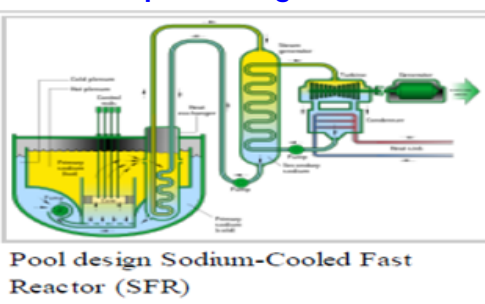 Steam
generator
Cold plenum
Hot plenum
Control
rods
Heat
exchanger
Turbine
Generator
Condenser
Heat sink
Pump
Pump
Secondary
sodium
Primary
sodium
(hot)
Pump
Core
Primary
sodium
(cold)
Pool design Sodium-Cooled Fast
Reactor (SFR)